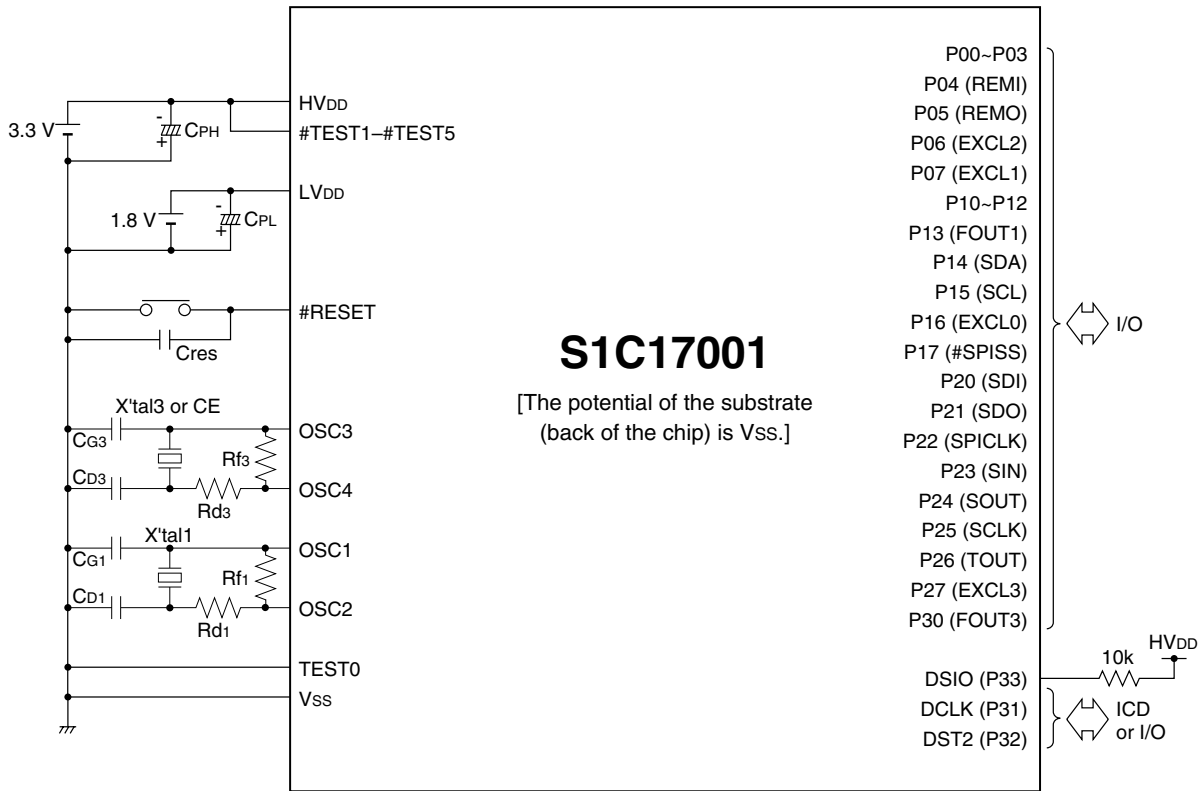 HVDD
#TEST1–#TEST5
3.3 V
-
+
CPH
LVDD
1.8 V
-
+
CPL
#RESET
Cres
X'tal3 or CE
CG3
OSC3
Rf3
CD3
OSC4
Rd3
X'tal1
CG1
OSC1
Rf1
CD1
OSC2
Rd1
TEST0
VSS
S1C17001
[The potential of the substrate
(back of the chip) is VSS.]
P00~P03
P04 (REMI)
P05 (REMO)
P06 (EXCL2)
P07 (EXCL1)
P10~P12
P13 (FOUT1)
P14 (SDA)
P15 (SCL)
P16 (EXCL0)
P17 (#SPISS)
P20 (SDI)
P21 (SDO)
P22 (SPICLK)
P23 (SIN)
P24 (SOUT)
P25 (SCLK)
P26 (TOUT)
P27 (EXCL3)
P30 (FOUT3)
I/O
HVDD
10k
DSIO (P33)
DCLK (P31)
DST2 (P32)
ICD
or I/O